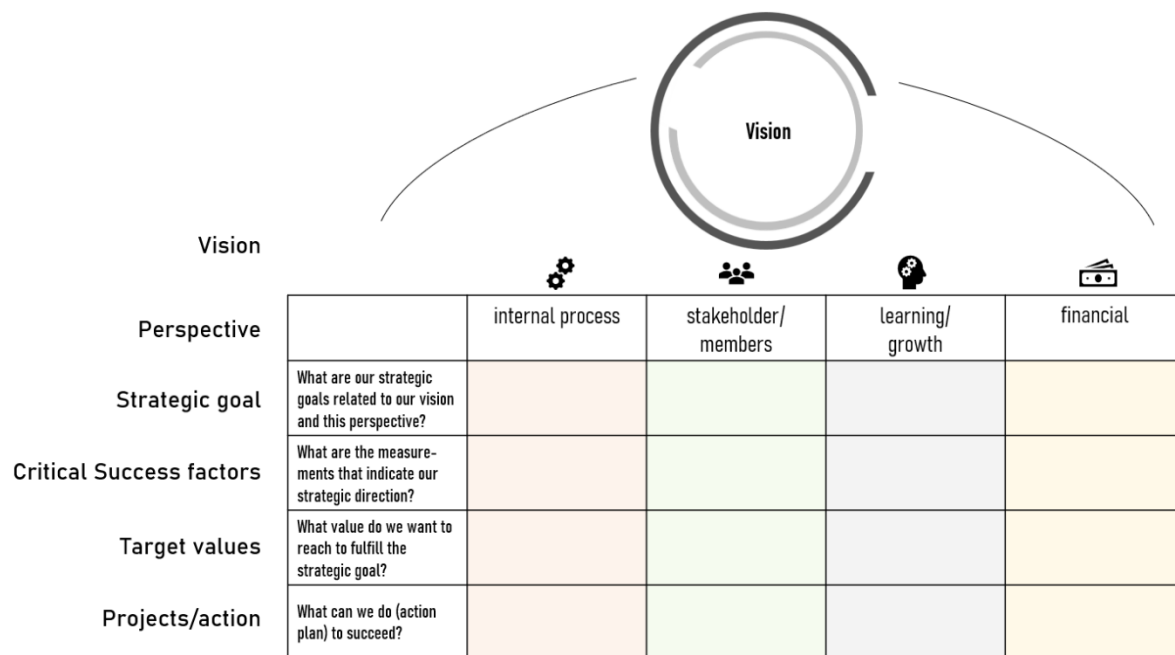 Vision
Vision
Perspective
internal process
stakeholder/
members
learning/
growth
financial
Strategic goal
What are our strategic
goals related to our vision
and this perspective?
Critical Success factors
What are the measure-
ments that indicate our
strategic direction?
Target values
What value do we want to
reach to fulfill the
strategic goal?
Projects/action
What can we do (action
plan) to succeed?